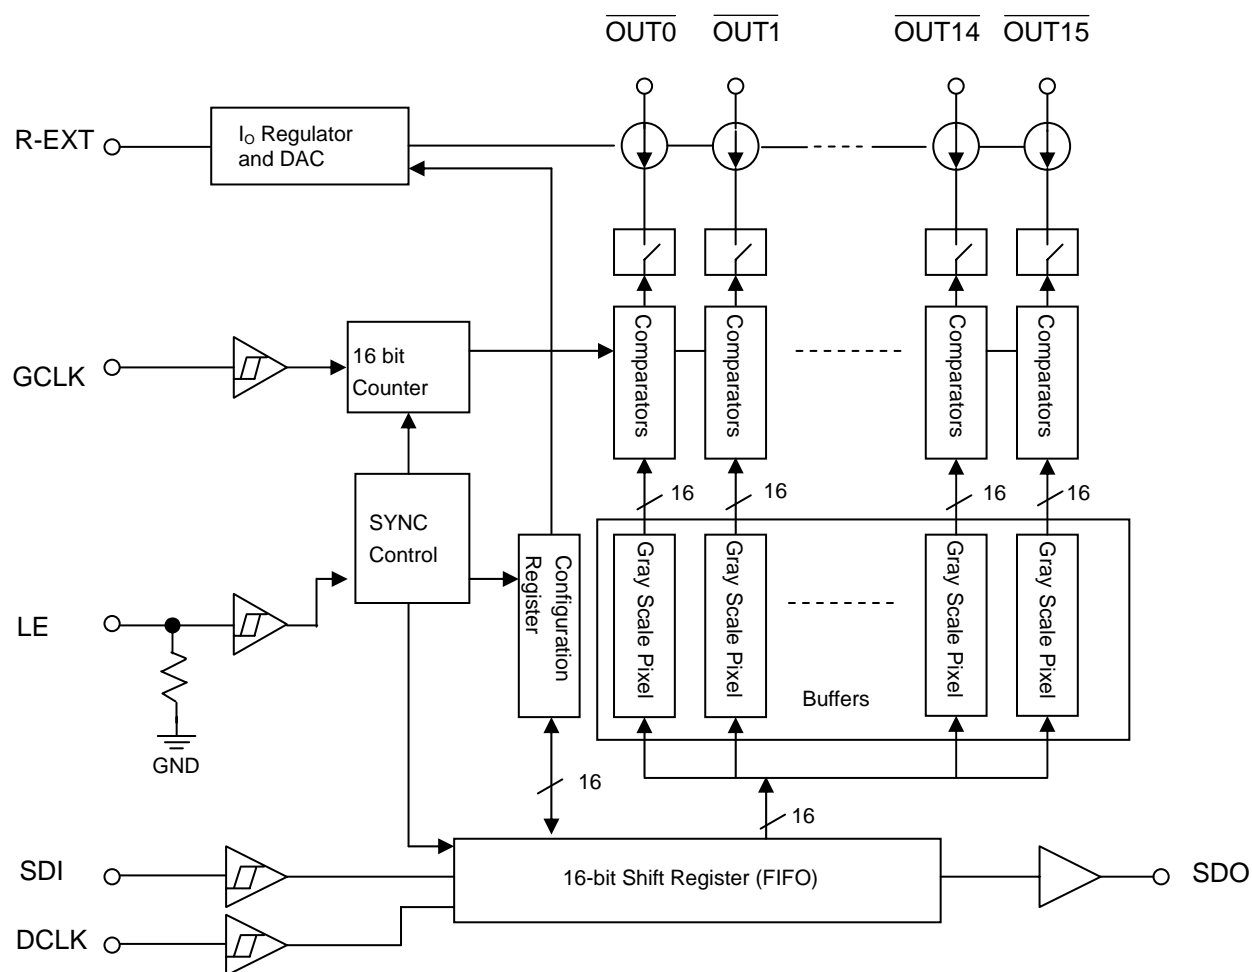 OUT0 OUT1 OUT14 OUT15
R-EXT
IO Regulator
and DAC
GCLK
16 bit
Counter
Comparators
Comparators
Comparators
Comparators
16
16
16
16
SYNC
Control
Configuration
Register
Gray Scale Pixel
Gray Scale Pixel
Gray Scale Pixel
Gray Scale Pixel
Buffers
LE
GND
16
16
SDI
16-bit Shift Register (FIFO)
SDO
DCLK